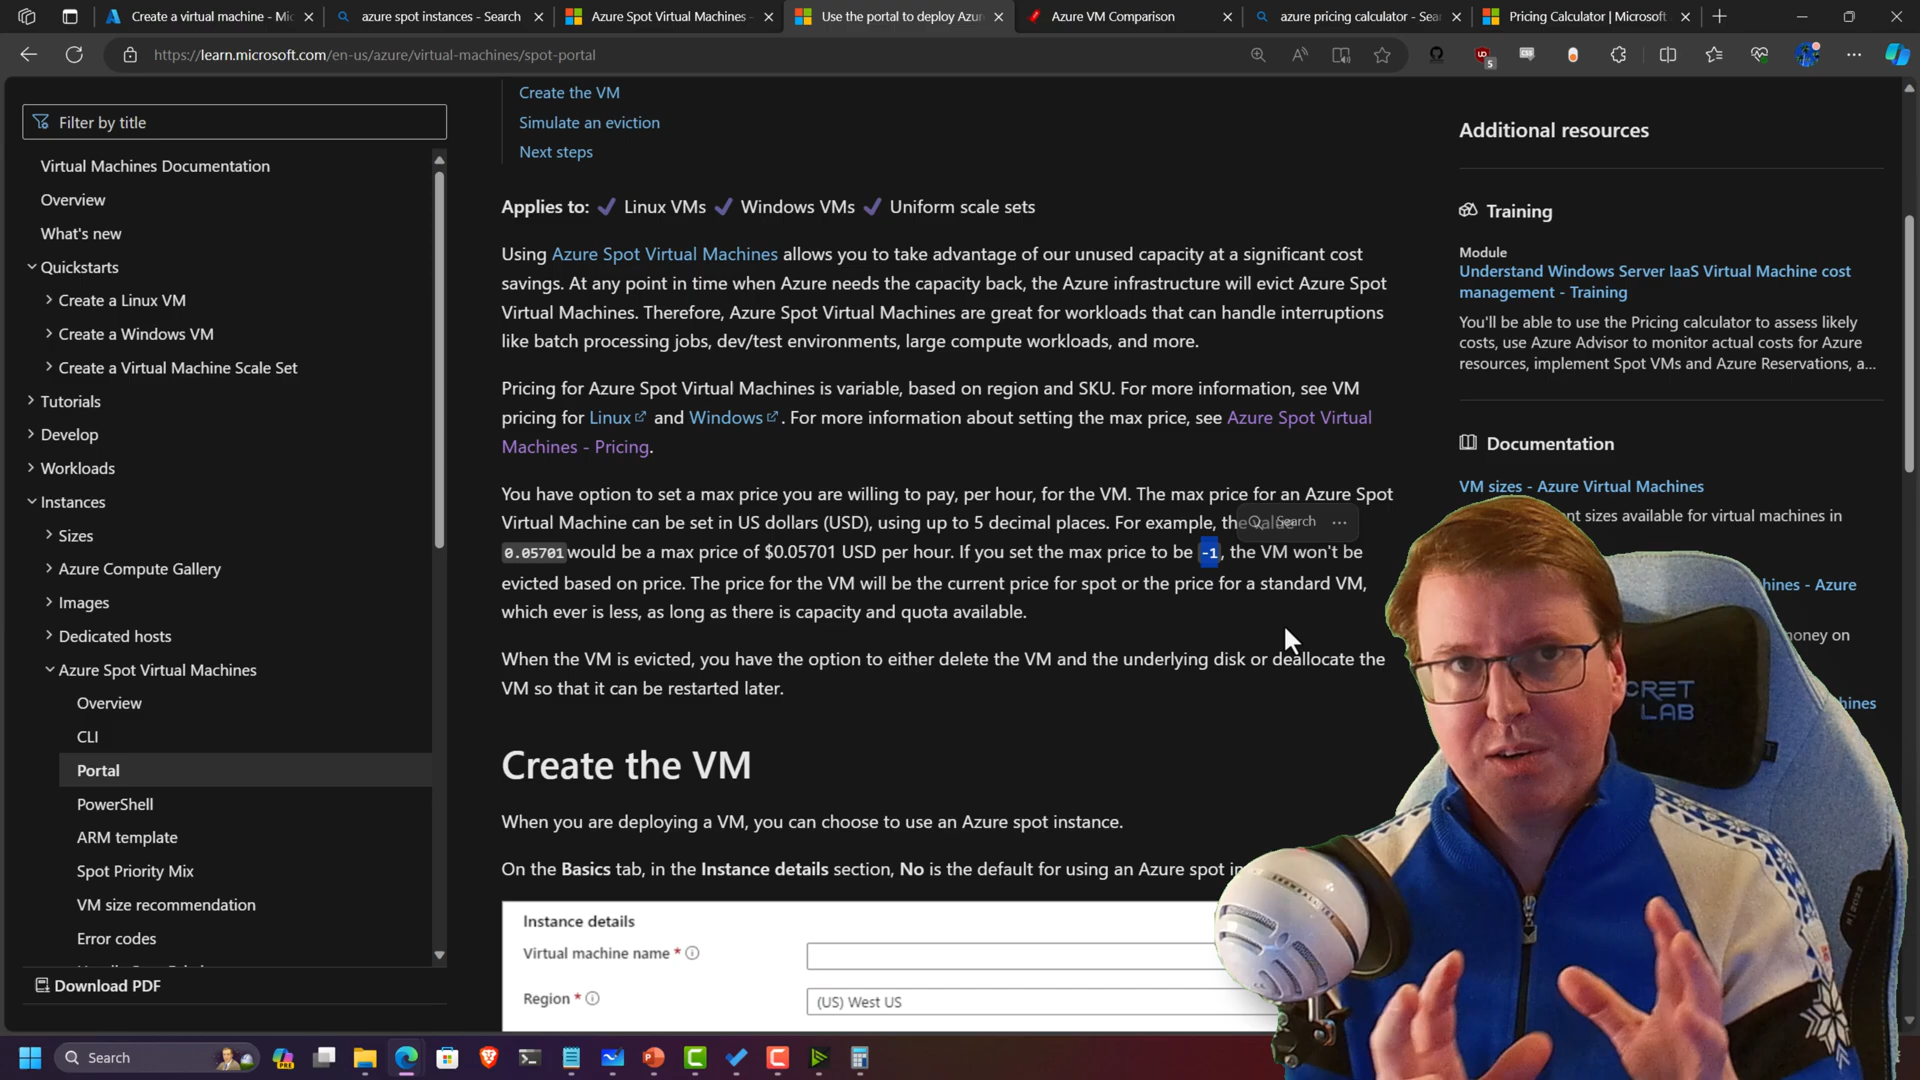 Create a virtual machine - Mic
azure spot instances - Search
Azure Spot Virtual Machines -
Use the portal to deploy Azur
Azure VM Comparison
azure pricing calculator - Sear
Pricing Calculator | Microsoft
https://learn.microsoft.com/en-us/azure/virtual-machines/spot-portal
5
Filter by title
Virtual Machines Documentation
Overview
What's new
Quickstarts
Create a Linux VM
Create a Windows VM
Create a Virtual Machine Scale Set
Tutorials
Develop
Workloads
Instances
Sizes
Azure Compute Gallery
Images
Dedicated hosts
Azure Spot Virtual Machines
Overview
CLI
Portal
PowerShell
ARM template
Spot Priority Mix
VM size recommendation
Error codes
Download PDF
Create the VM
Simulate an eviction
Next steps
Applies to: ✔ Linux VMs ✔ Windows VMs ✔ Uniform scale sets
Using Azure Spot Virtual Machines allows you to take advantage of our unused capacity at a significant cost
savings. At any point in time when Azure needs the capacity back, the Azure infrastructure will evict Azure Spot
Virtual Machines. Therefore, Azure Spot Virtual Machines are great for workloads that can handle interruptions
like batch processing jobs, dev/test environments, large compute workloads, and more.
Pricing for Azure Spot Virtual Machines is variable, based on region and SKU. For more information, see VM
pricing for Linux and Windows. For more information about setting the max price, see Azure Spot Virtual
Machines - Pricing.
You have option to set a max price you are willing to pay, per hour, for the VM. The max price for an Azure Spot
Virtual Machine can be set in US dollars (USD), using up to 5 decimal places. For example, the value
Search ...
0.05701 would be a max price of $0.05701 USD per hour. If you set the max price to be -1, the VM won't be
evicted based on price. The price for the VM will be the current price for spot or the price for a standard VM,
which ever is less, as long as there is capacity and quota available.
When the VM is evicted, you have the option to either delete the VM and the underlying disk or deallocate the
VM so that it can be restarted later.
Create the VM
When you are deploying a VM, you can choose to use an Azure spot instance.
On the Basics tab, in the Instance details section, No is the default for using an Azure spot in
Instance details
Virtual machine name *
Region *
(US) West US
Additional resources
Training
Module
Understand Windows Server IaaS Virtual Machine cost
management - Training
You'll be able to use the Pricing calculator to assess likely
costs, use Azure Advisor to monitor actual costs for Azure
resources, implement Spot VMs and Azure Reservations, a...
Documentation
VM sizes - Azure Virtual Machines
ent sizes available for virtual machines in
hines - Azure
oney on
hines
CRET
LAB
Search
PRE